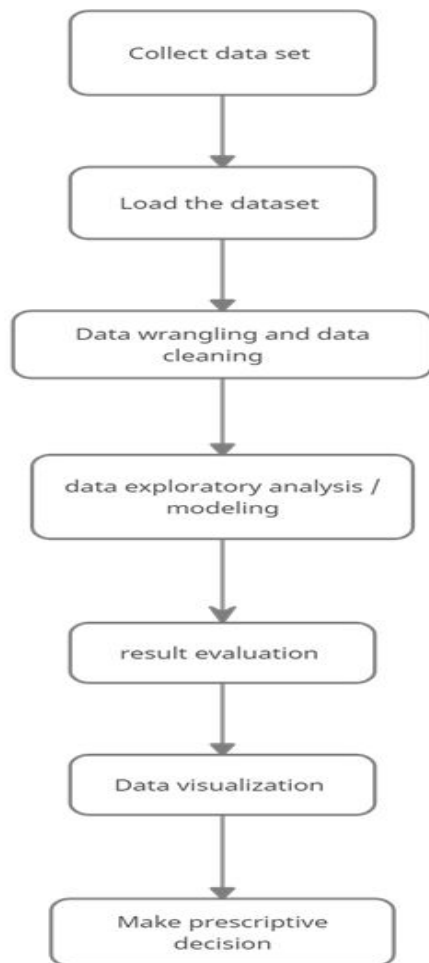 Collect data set
Load the dataset
Data wrangling and data
cleaning
data exploratory analysis /
modeling
result evaluation
Data visualization
Make prescriptive
decision